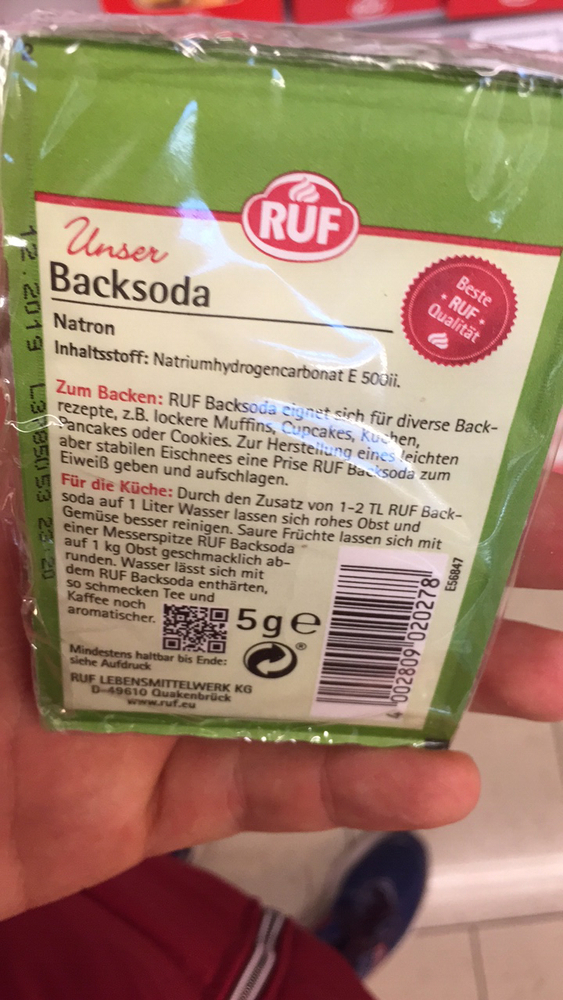 RUF
Unser
Backsoda
Beste
RUF
Qualität
Natron
Inhaltsstoff: Natriumhydrogencarbonat E 500ii.
Zum Backen: RUF Backsoda eignet sich für diverse Back-
rezepte, z.B. lockere Muffins, Cupcakes, Kuchen,
Pancakes oder Cookies. Zur Herstellung eines leichten
aber stabilen Eischnees eine Prise RUF Backsoda zum
Eiweiß geben und aufschlagen.
Für die Küche: Durch den Zusatz von 1-2 TL RUF Back-
soda auf 1 Liter Wasser lassen sich rohes Obst und
Gemüse besser reinigen. Saure Früchte lassen sich mit
einer Messerspitze RUF Backsoda
auf 1 kg Obst geschmacklich ab-
runden. Wasser lässt sich mit
dem RUF Backsoda enthärten,
so schmecken Tee und
Kaffee noch
aromatischer.
5g e
Mindestens haltbar bis Ende:
siehe Aufdruck
RUF LEBENSMITTELWERK KG
D-49610 Quakenbrück
www.ruf.eu
4 002809 020278
E56847
12.2019